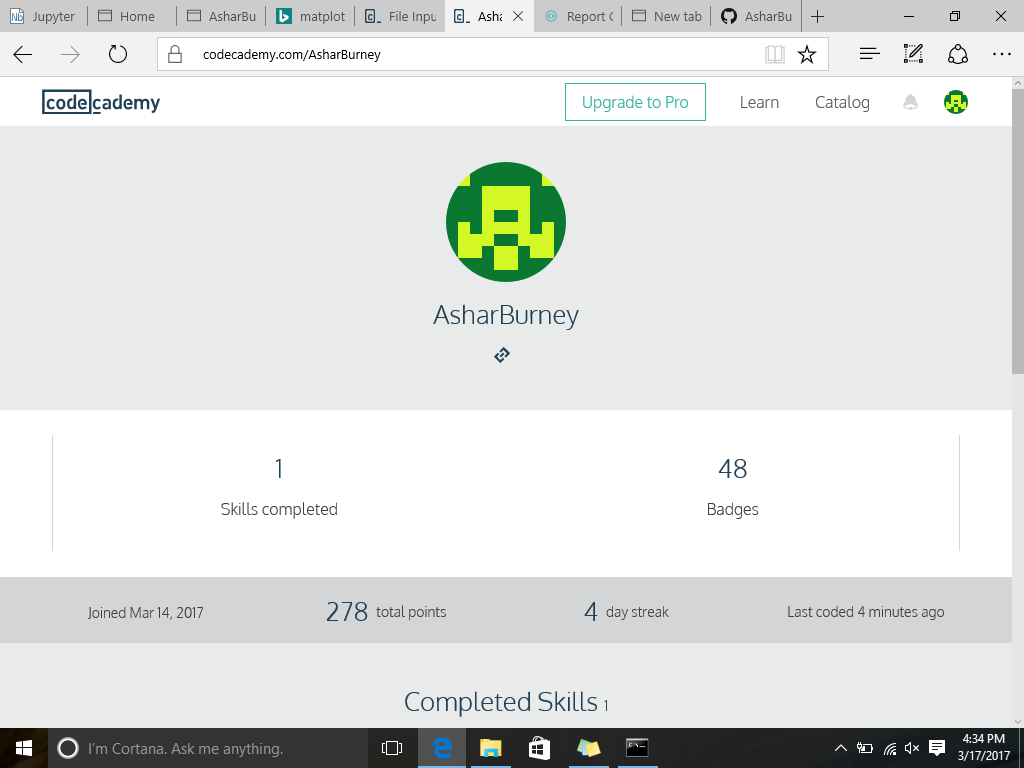 Jupyter Home AsharBu matplot File Inpu Asha Report New tab AsharBu
codecademy.com/AsharBurney
codecademy Upgrade to Pro Learn Catalog
AsharBurney
1 48
Skills completed Badges
Joined Mar 14, 2017 278 total points 4 day streak Last coded 4 minutes ago
Completed Skills 1
I'm Cortana. Ask me anything.
4:34 PM
3/17/2017